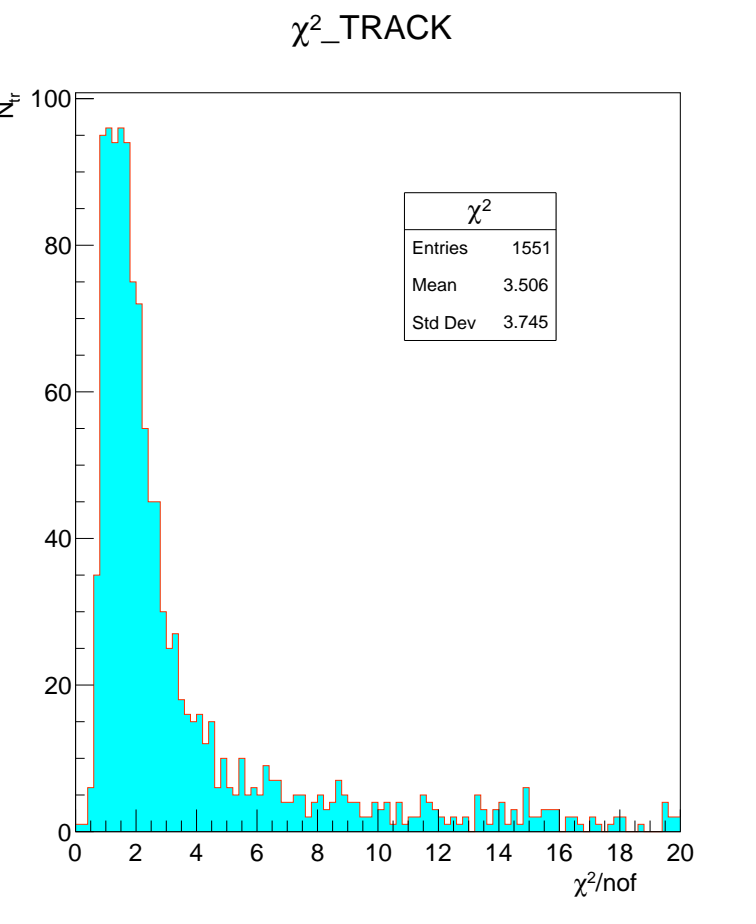 χ²_TRACK
N_tr
100
80
60
40
20
0
χ²
Entries 1551
Mean 3.506
Std Dev 3.745
0 2 4 6 8 10 12 14 16 18 20
χ²/nof